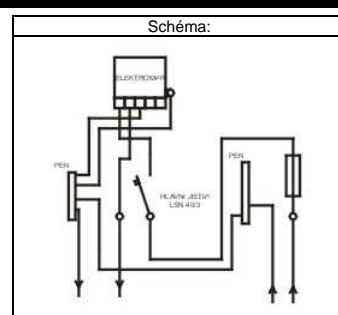 Schéma:
ELEKTROMĚR
PEN
PEN
HLAVNÍ JISTIČ
LSN 40/3